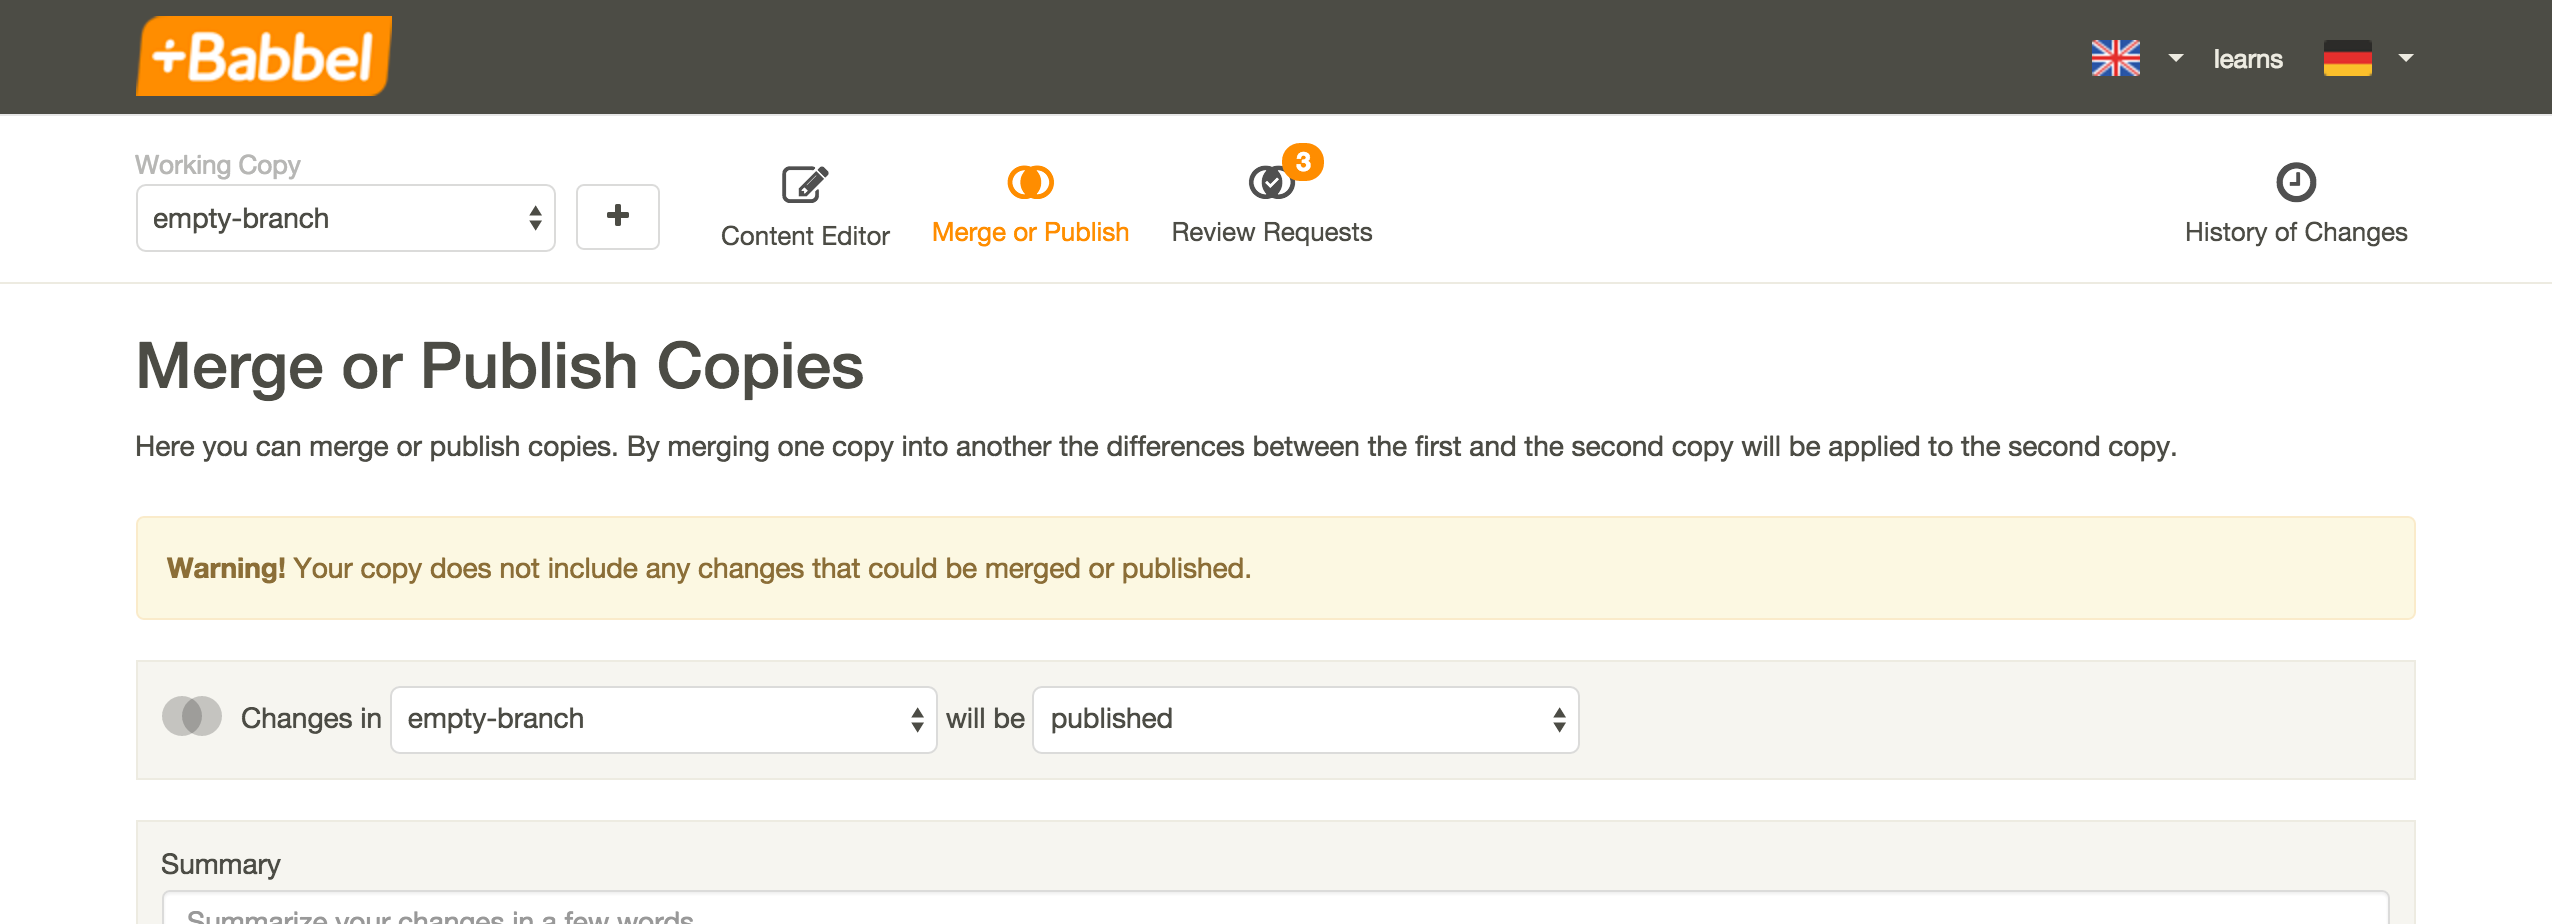 +Babbel
learns
Working Copy
empty-branch
+
Content Editor
Merge or Publish
3
Review Requests
History of Changes
Merge or Publish Copies
Here you can merge or publish copies. By merging one copy into another the differences between the first and the second copy will be applied to the second copy.
Warning! Your copy does not include any changes that could be merged or published.
Changes in empty-branch will be published
Summary
Summarize your changes in a few words